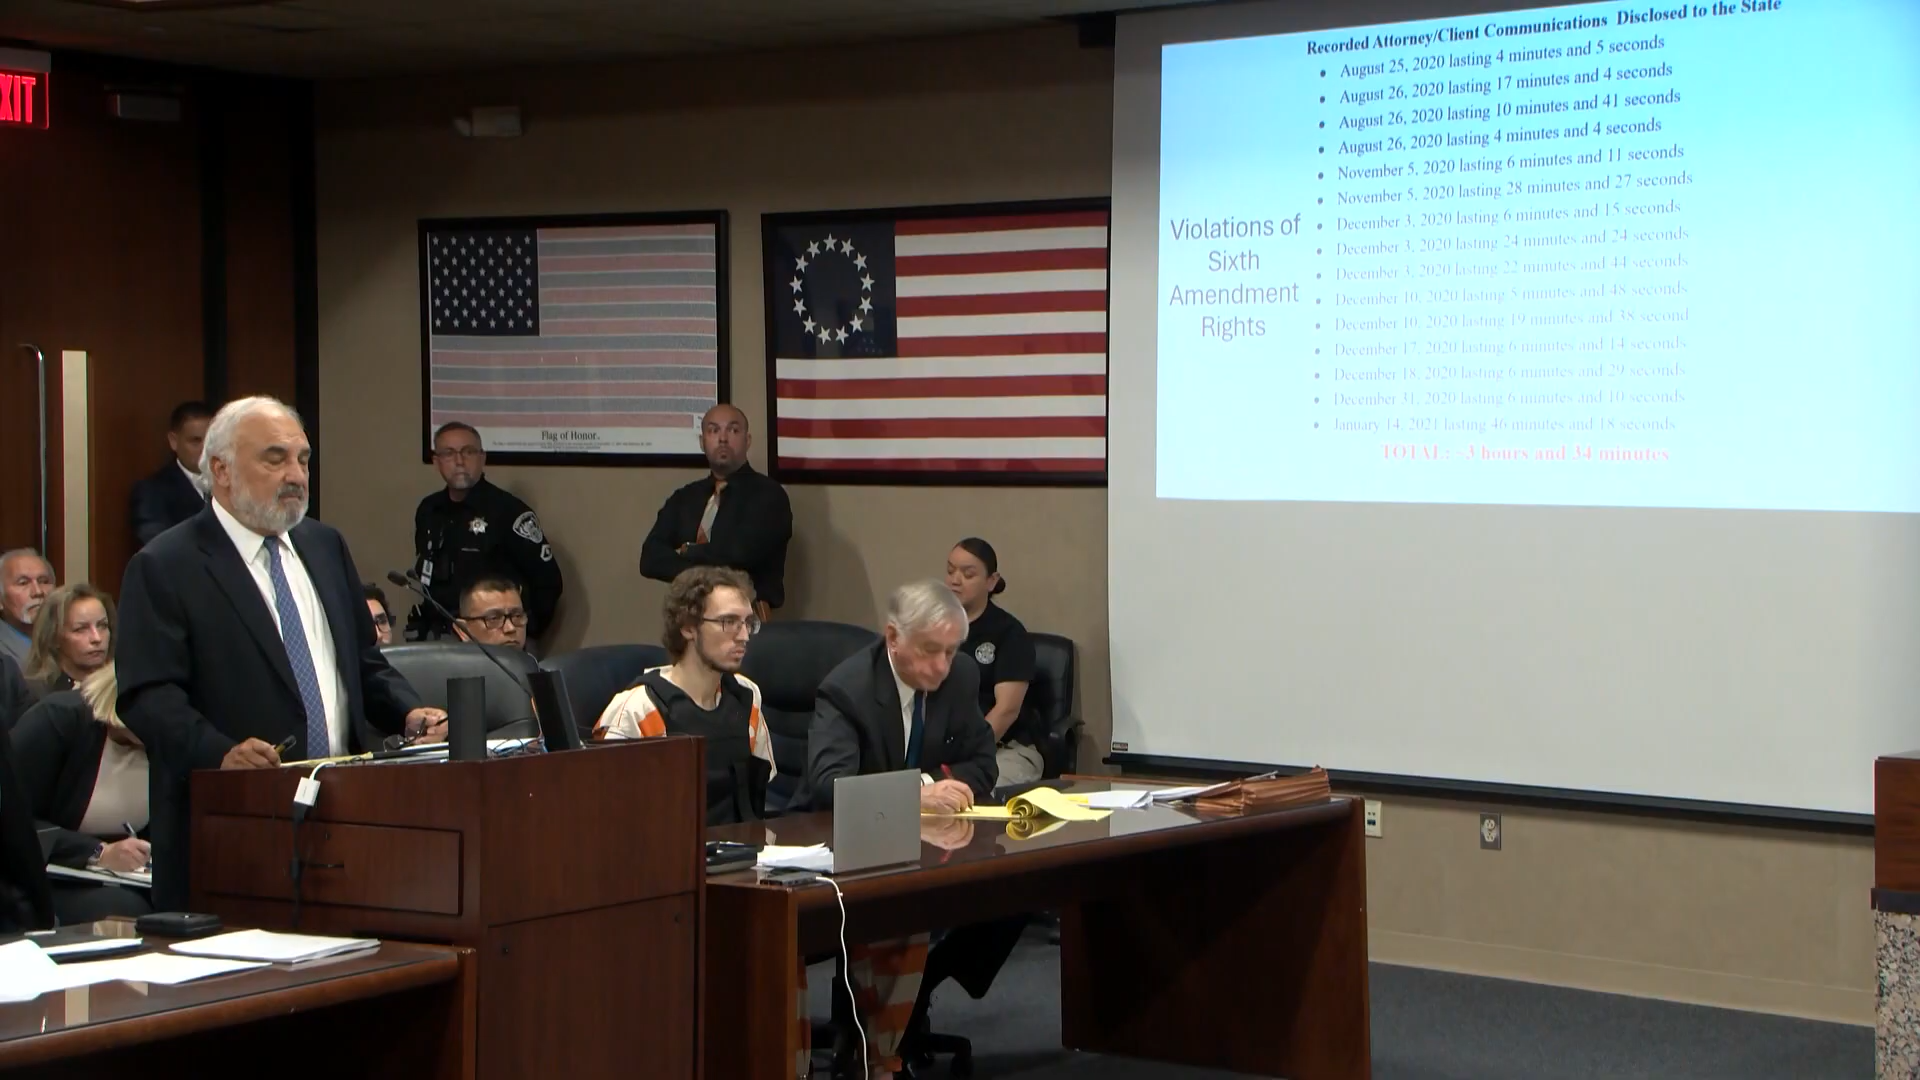 EXIT
Recorded Attorney/Client Communications Disclosed to the State
• August 25, 2020 lasting 4 minutes and 5 seconds
• August 26, 2020 lasting 17 minutes and 4 seconds
• August 26, 2020 lasting 10 minutes and 41 seconds
• August 26, 2020 lasting 4 minutes and 4 seconds
• November 5, 2020 lasting 6 minutes and 11 seconds
• November 5, 2020 lasting 28 minutes and 27 seconds
• December 3, 2020 lasting 6 minutes and 15 seconds
• December 3, 2020 lasting 24 minutes and 24 seconds
• December 3, 2020 lasting 22 minutes and 44 seconds
• December 10, 2020 lasting 5 minutes and 48 seconds
• December 10, 2020 lasting 19 minutes and 38 second
• December 17, 2020 lasting 6 minutes and 14 seconds
• December 18, 2020 lasting 6 minutes and 29 seconds
• December 31, 2020 lasting 6 minutes and 10 seconds
• January 14, 2021 lasting 46 minutes and 18 seconds
TOTAL: ~3 hours and 34 minutes
Violations of
Sixth
Amendment
Rights
Flag of Honor